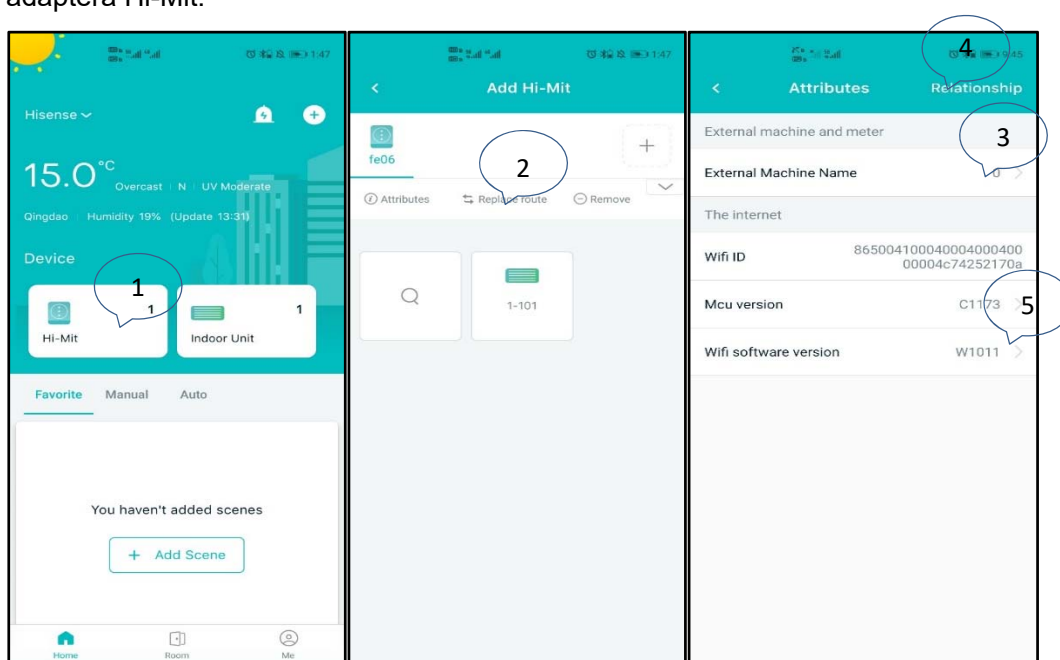 adaptera Hi-Mit.
1:47
Hisense
15.0°C Overcast N UV Moderate
Qingdao Humidity 19% (Update 13:31)
Device
1
1
1
Hi-Mit
Indoor Unit
Favorite Manual Auto
You haven't added scenes
+ Add Scene
Home Room Me
1:47
< Add Hi-Mit
fe06
+
2
Attributes Replace route Remove
1-101
4
9:45
< Attributes Relationship
External machine and meter
3
External Machine Name 0 >
The internet
Wifi ID 865004100040004000400
00004c74252170a
Mcu version C1173 >
5
Wifi software version W1011 >